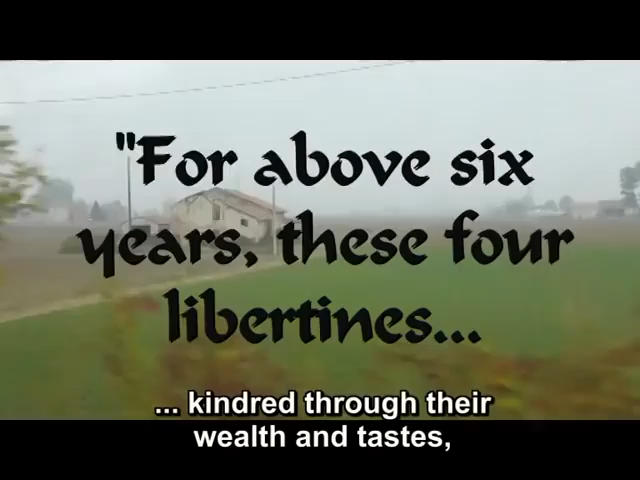 "For above six
years, these four
libertines...
... kindred through their
wealth and tastes,